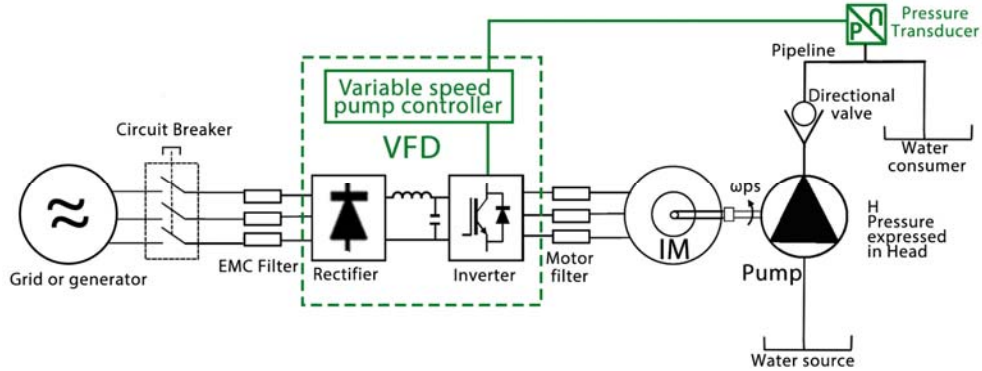 Pressure
Transducer
P
Pipeline
Variable speed
pump controller
Directional
valve
Circuit Breaker
VFD
Water
consumer
ωps
H
Pressure
expressed
in Head
IM
Grid or generator
EMC Filter
Rectifier
Inverter
Motor
filter
Pump
Water source